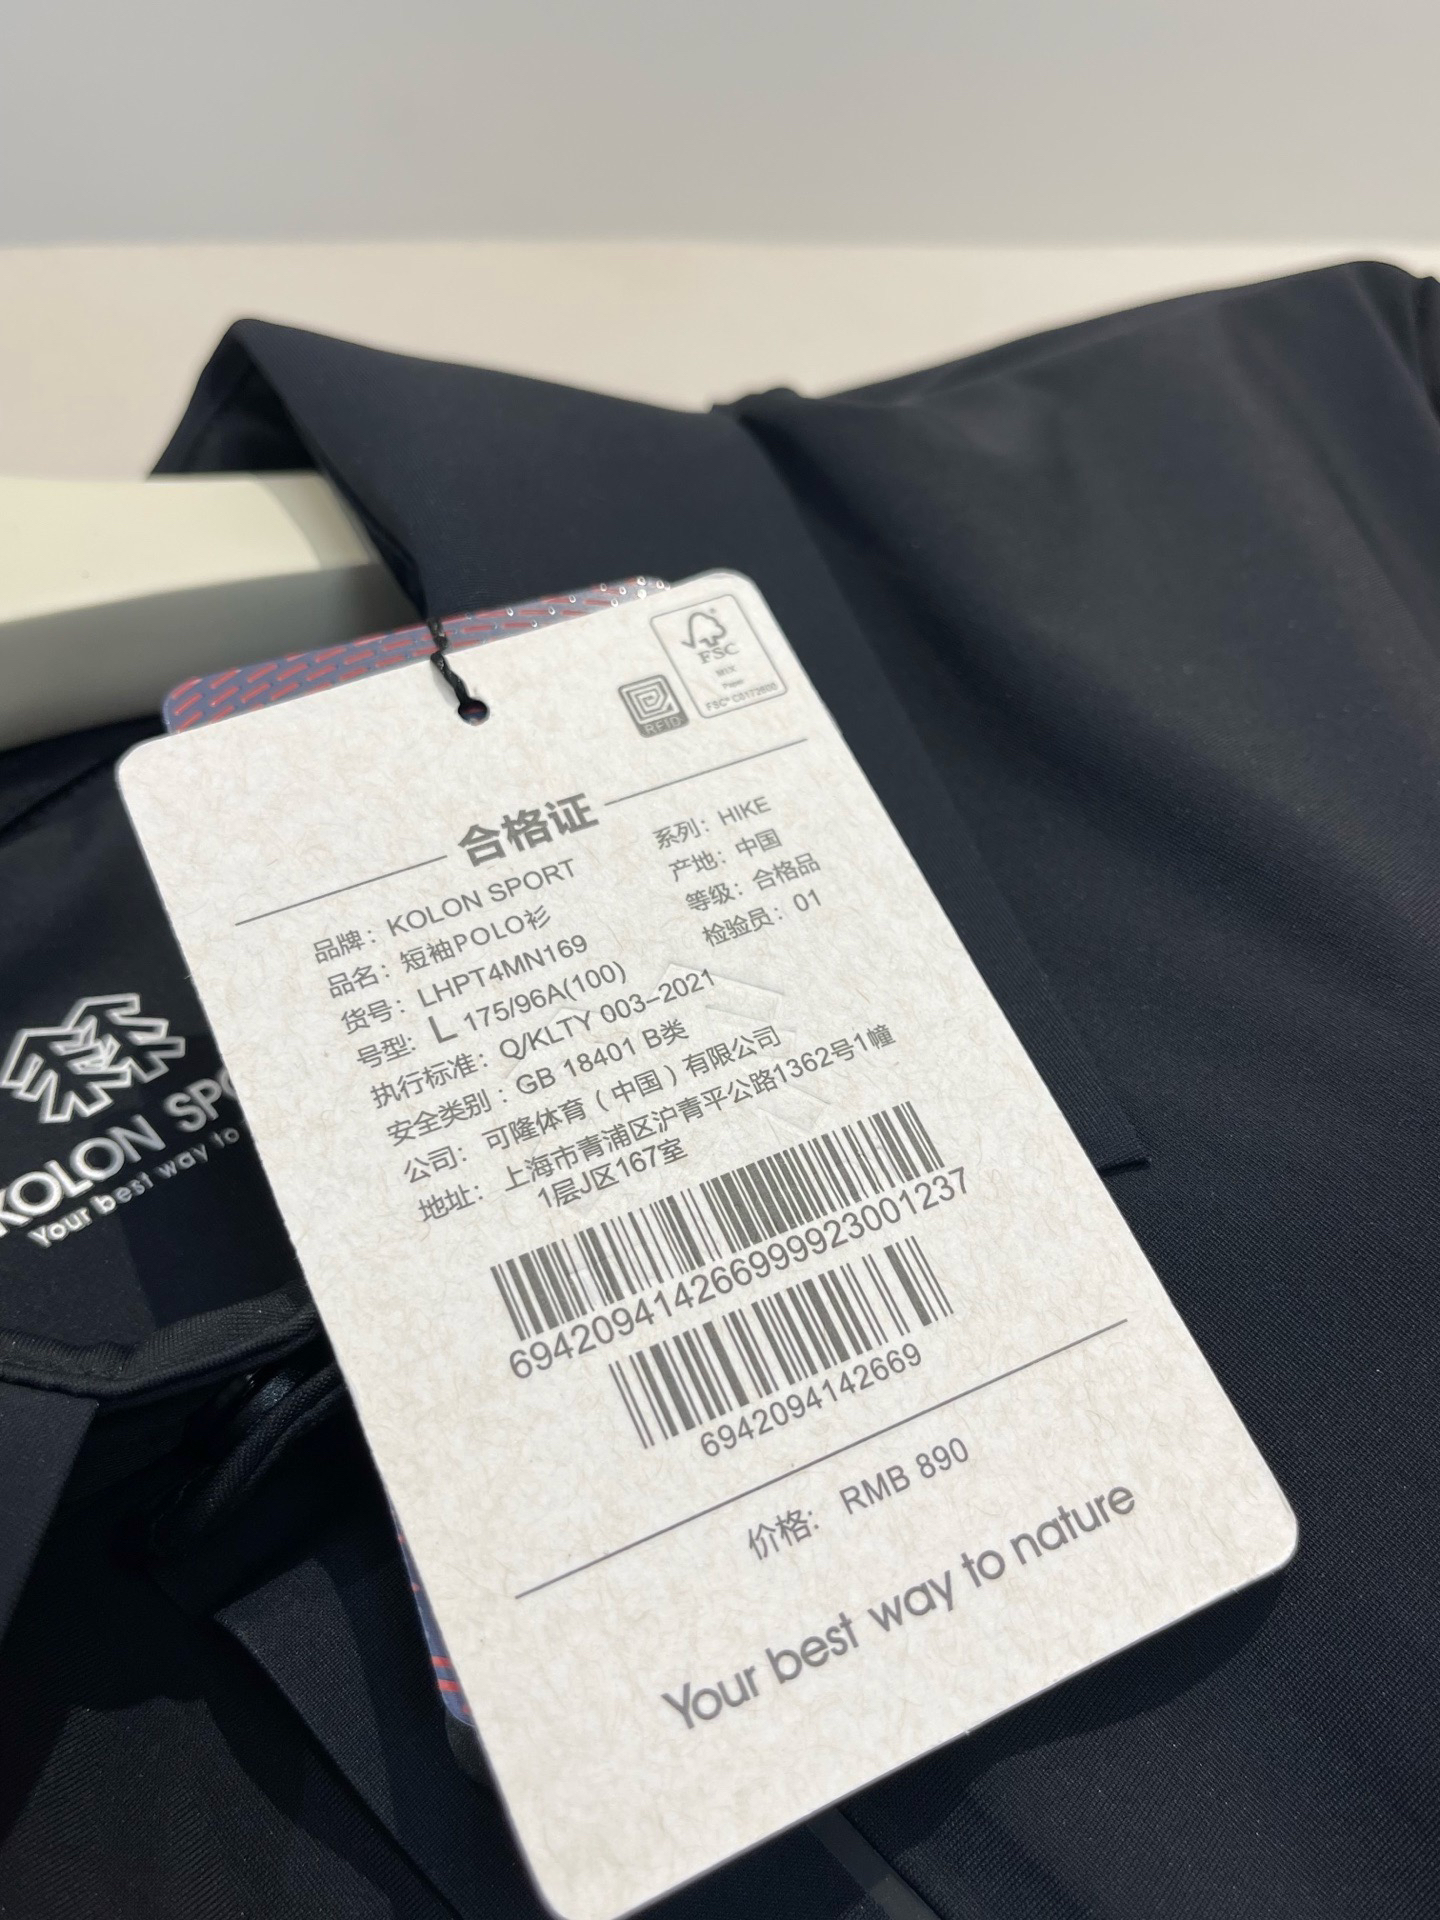 FSC
MIX
Paper
FSC® C0172605
RFID
合格证
品牌：KOLON SPORT
系列：HIKE
品名：短袖POLO衫
产地：中国
货号：LHPT4MN169
等级：合格品
号型：L 175/96A(100)
检验员：01
执行标准：Q/KLTY 003-2021
安全类别：GB 18401 B类
公司：可隆体育（中国）有限公司
地址：上海市青浦区沪青平公路1362号1幢
1层J区167室
694209414266999923001237
6942094142669
价格：RMB 890
Your best way to nature
KOLON SPO
Your best way to